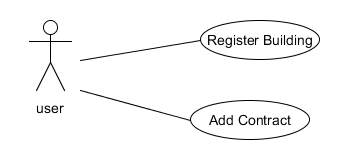 Register Building
user
Add Contract